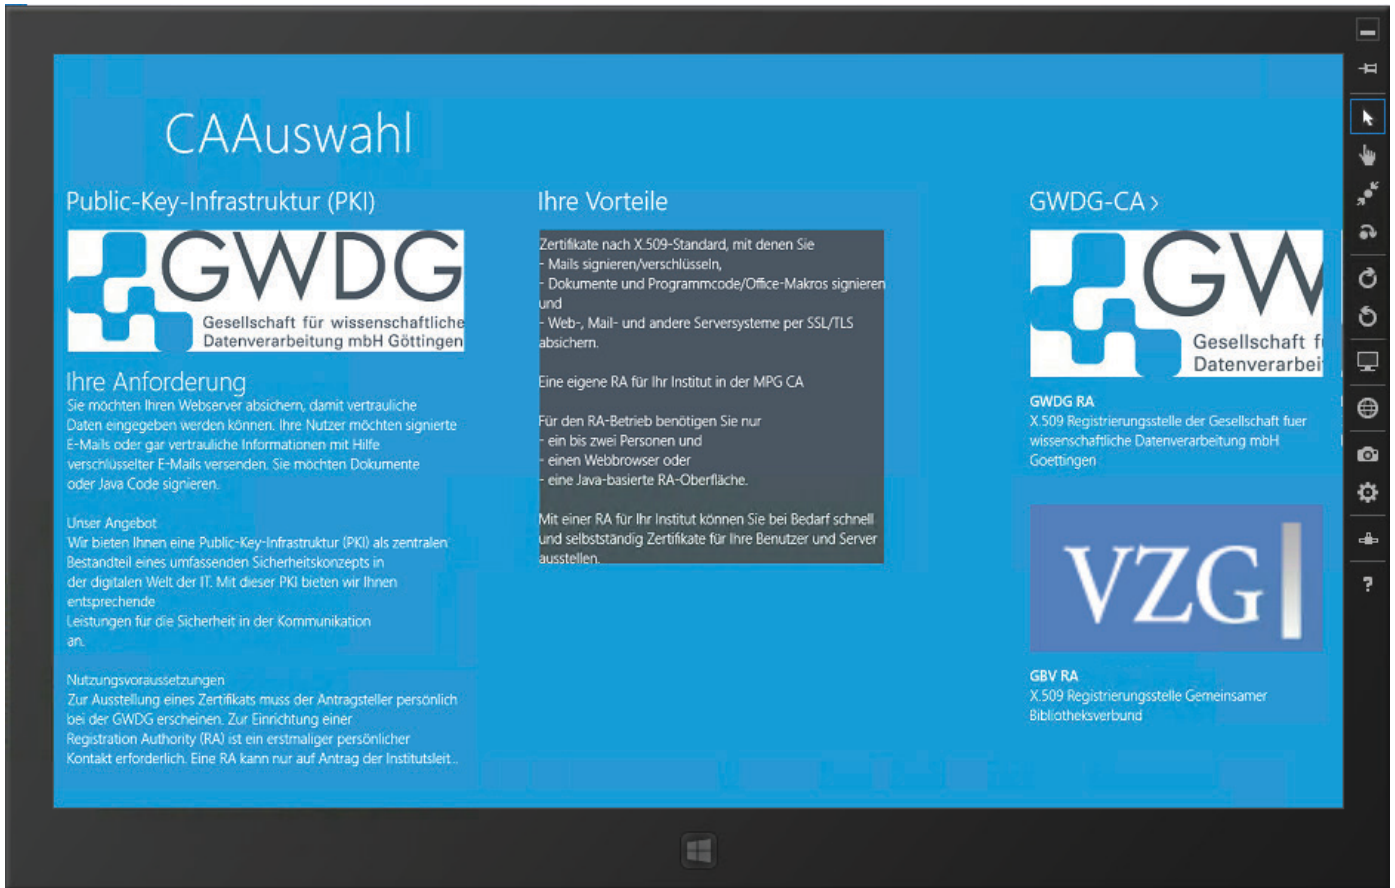 CAAuswahl
Public-Key-Infrastruktur (PKI)
GWDG
Gesellschaft für wissenschaftliche
Datenverarbeitung mbH Göttingen
Ihre Anforderung
Sie möchten Ihren Webserver absichern, damit vertrauliche
Daten eingegeben werden können. Ihre Nutzer möchten signierte
E-Mails oder gar vertrauliche Informationen mit Hilfe
verschlüsselter E-Mails versenden. Sie möchten Dokumente
oder Java Code signieren.
Unser Angebot
Wir bieten Ihnen eine Public-Key-Infrastruktur (PKI) als zentralen
Bestandteil eines umfassenden Sicherheitskonzepts in
der digitalen Welt der IT. Mit dieser PKI bieten wir Ihnen
entsprechende
Leistungen für die Sicherheit in der Kommunikation
an.
Nutzungsvoraussetzungen
Zur Ausstellung eines Zertifikats muss der Antragsteller persönlich
bei der GWDG erscheinen. Zur Einrichtung einer
Registration Authority (RA) ist ein erstmaliger persönlicher
Kontakt erforderlich. Eine RA kann nur auf Antrag der Institutsleit...
Ihre Vorteile
Zertifikate nach X.509-Standard, mit denen Sie
- Mails signieren/verschlüsseln,
- Dokumente und Programmcode/Office-Makros signieren
und
- Web-, Mail- und andere Serversysteme per SSL/TLS
absichern.
Eine eigene RA für Ihr Institut in der MPG CA
Für den RA-Betrieb benötigen Sie nur
- ein bis zwei Personen und
- einen Webbrowser oder
- eine Java-basierte RA-Oberfläche.
Mit einer RA für Ihr Institut können Sie bei Bedarf schnell
und selbstständig Zertifikate für Ihre Benutzer und Server
ausstellen.
GWDG-CA >
GW
Gesellschaft f
Datenverarbei
GWDG RA
X.509 Registrierungsstelle der Gesellschaft fuer
wissenschaftliche Datenverarbeitung mbH
Goettingen
VZG
GBV RA
X.509 Registrierungsstelle Gemeinsamer
Bibliotheksverbund
?